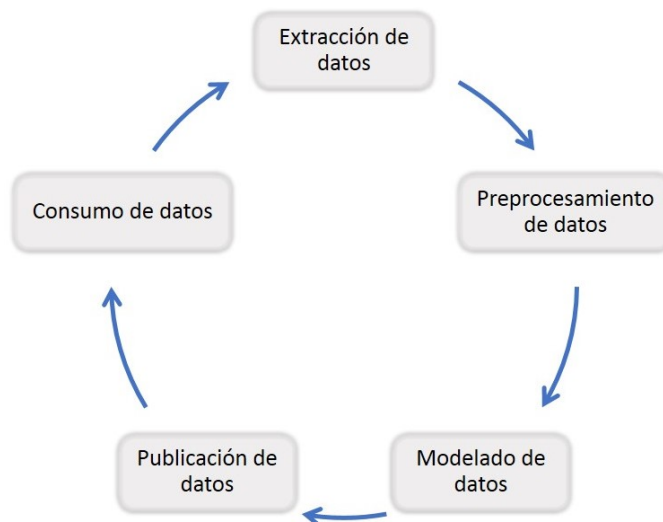 Extracción de
datos
Preprocesamiento
de datos
Modelado de
datos
Publicación de
datos
Consumo de datos